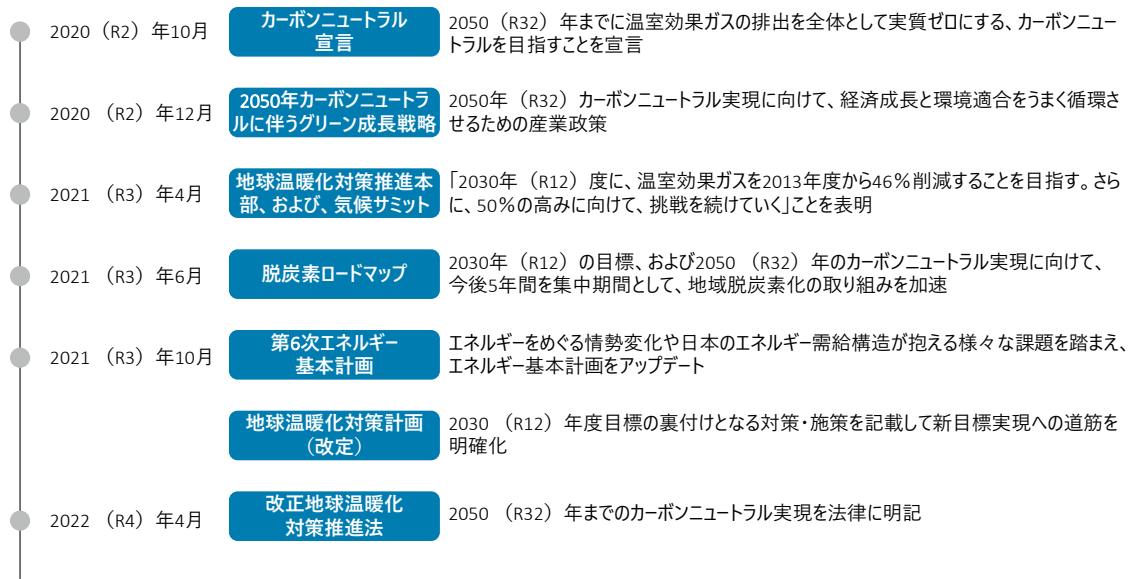 2020（R2）年10月
カーボンニュートラル
宣言
2050（R32）年までに温室効果ガスの排出を全体として実質ゼロにする、カーボンニュー
トラルを目指すことを宣言
2020 （R2）年12月
2050年カーボンニュートラ
ルに伴うグリーン成長戦略
2050年（R32）カーボンニュートラル実現に向けて、経済成長と環境適合をうまく循環さ
せるための産業政策
2021 （R3）年4月
地球温暖化対策推進本
部、および、気候サミット
「2030年（R12）度に、温室効果ガスを2013年度から46％削減することを目指す。さら
に、50％の高みに向けて、挑戦を続けていく」ことを表明
2021 （R3）年6月
脱炭素ロードマップ
2030年（R12）の目標、および2050 （R32）年のカーボンニュートラル実現に向けて、
今後5年間を集中期間として、地域脱炭素化の取り組みを加速
2021 （R3）年10月
第6次エネルギー
基本計画
エネルギーをめぐる情勢変化や日本のエネルギー需給構造が抱える様々な課題を踏まえ、
エネルギー基本計画をアップデート
地球温暖化対策計画
（改定）
2030 （R12）年度目標の裏付けとなる対策・施策を記載して新目標実現への道筋を
明確化
2022 （R4）年4月
改正地球温暖化
対策推進法
2050 （R32）年までのカーボンニュートラル実現を法律に明記